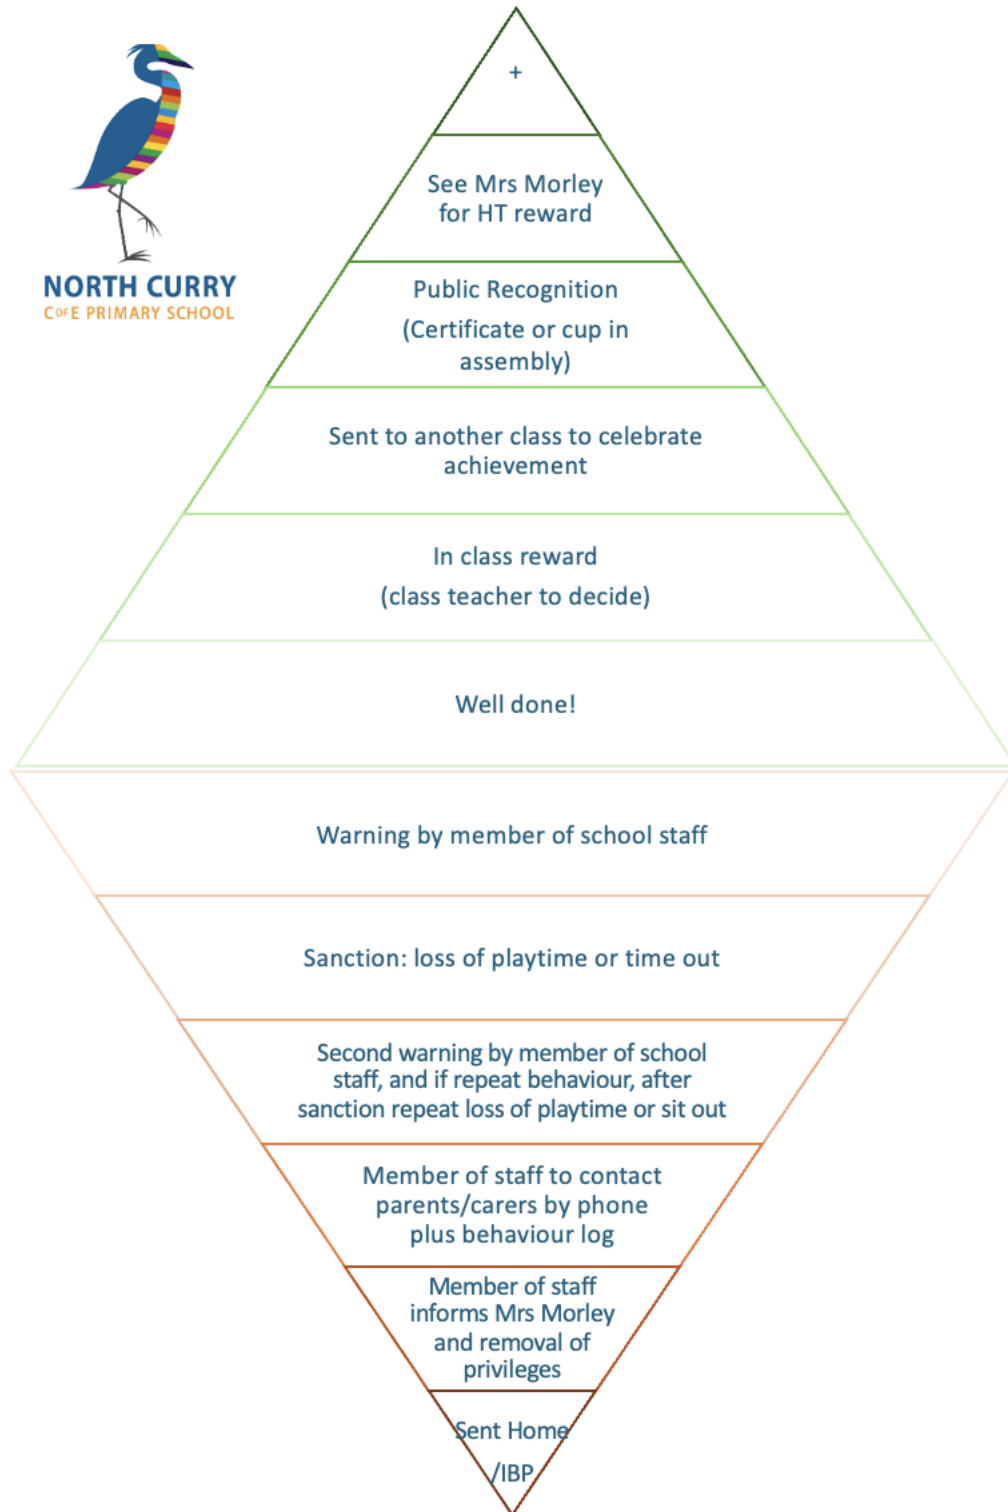 +
NORTH CURRY
C OF E PRIMARY SCHOOL
See Mrs Morley
for HT reward
Public Recognition
(Certificate or cup in
assembly)
Sent to another class to celebrate
achievement
In class reward
(class teacher to decide)
Well done!
Warning by member of school staff
Sanction: loss of playtime or time out
Second warning by member of school
staff, and if repeat behaviour, after
sanction repeat loss of playtime or sit out
Member of staff to contact
parents/carers by phone
plus behaviour log
Member of staff
informs Mrs Morley
and removal of
privileges
Sent Home
/IBP